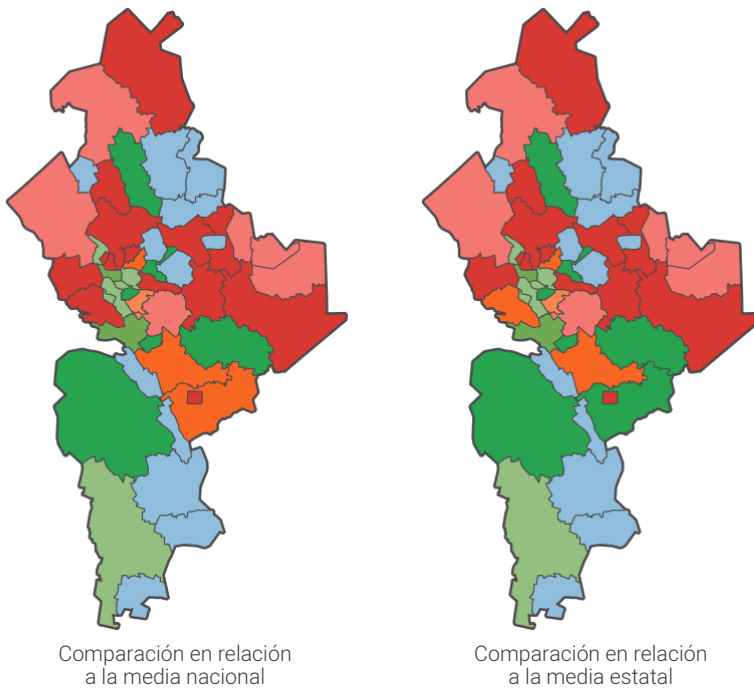 Comparación en relación
a la media nacional
Comparación en relación
a la media estatal